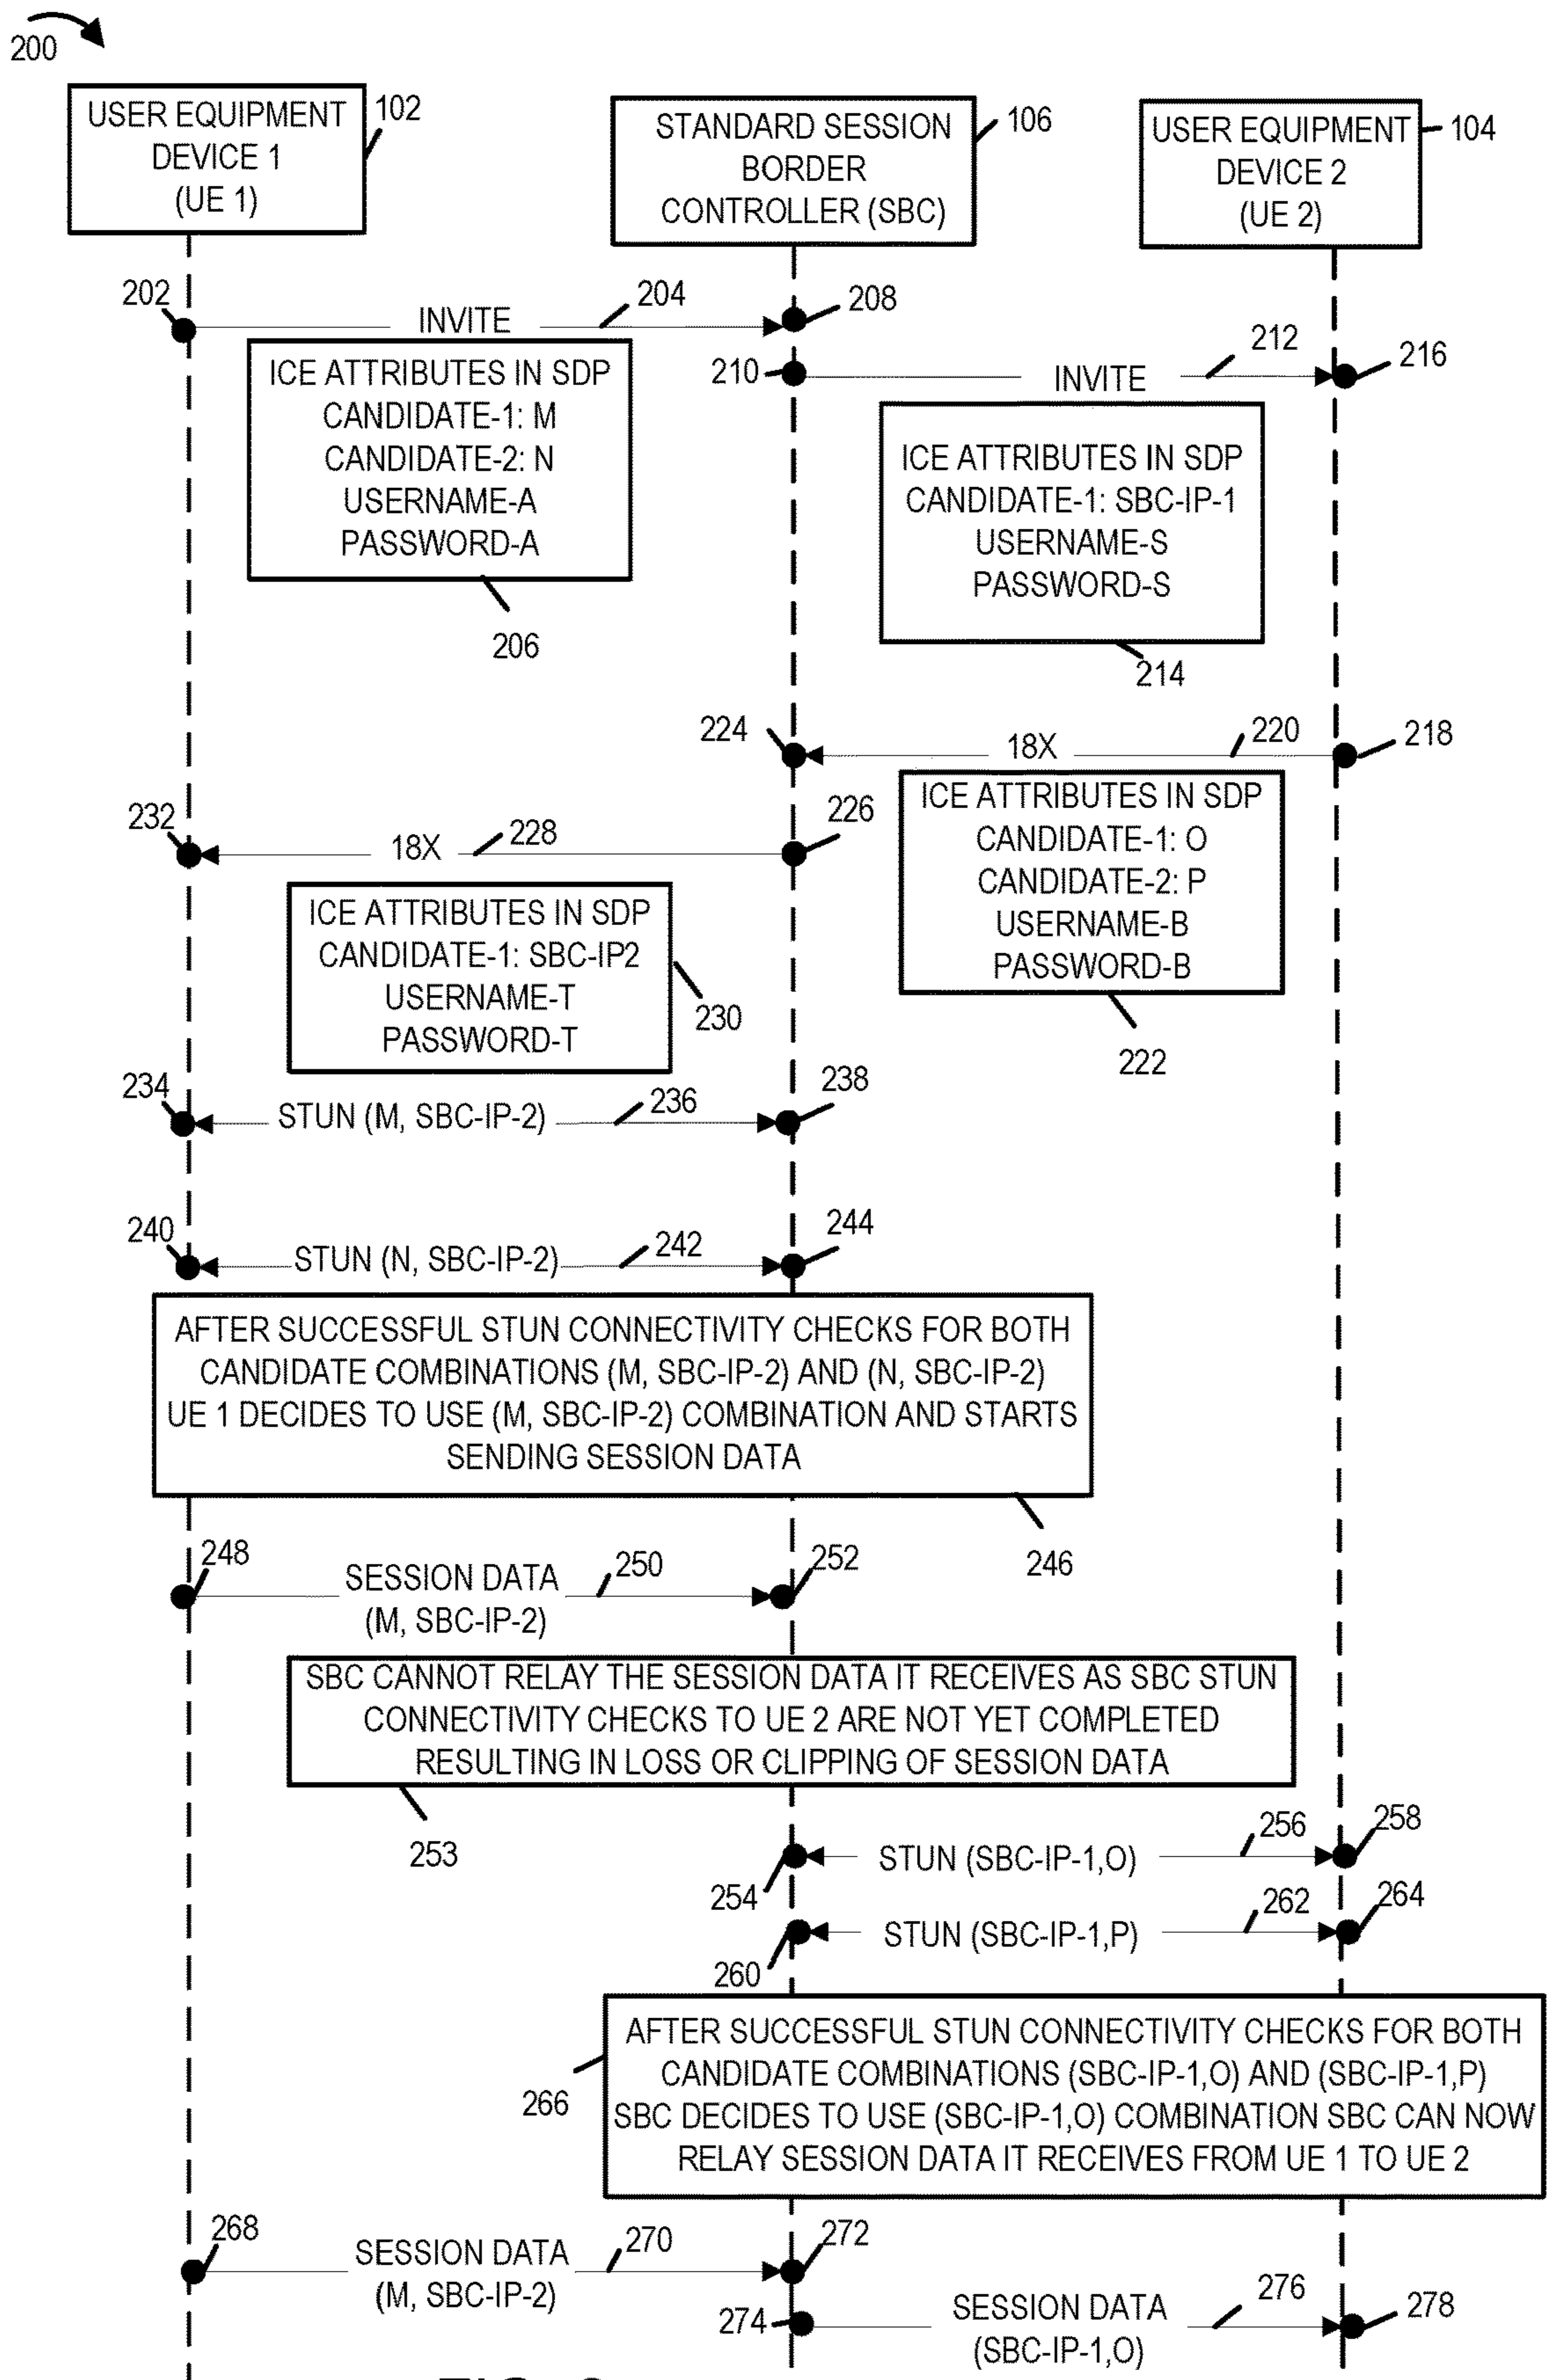 200
USER EQUIPMENT
DEVICE 1
(UE 1)
102
STANDARD SESSION
BORDER
CONTROLLER (SBC)
106
USER EQUIPMENT
DEVICE 2
(UE 2)
104
202
INVITE
204
208
ICE ATTRIBUTES IN SDP
CANDIDATE-1: M
CANDIDATE-2: N
USERNAME-A
PASSWORD-A
206
210
INVITE
212
216
ICE ATTRIBUTES IN SDP
CANDIDATE-1: SBC-IP-1
USERNAME-S
PASSWORD-S
214
224
18X
220
218
ICE ATTRIBUTES IN SDP
CANDIDATE-1: O
CANDIDATE-2: P
USERNAME-B
PASSWORD-B
222
232
18X
228
226
ICE ATTRIBUTES IN SDP
CANDIDATE-1: SBC-IP2
USERNAME-T
PASSWORD-T
230
234
STUN (M, SBC-IP-2)
236
238
240
STUN (N, SBC-IP-2)
242
244
AFTER SUCCESSFUL STUN CONNECTIVITY CHECKS FOR BOTH
CANDIDATE COMBINATIONS (M, SBC-IP-2) AND (N, SBC-IP-2)
UE 1 DECIDES TO USE (M, SBC-IP-2) COMBINATION AND STARTS
SENDING SESSION DATA
246
248
SESSION DATA
(M, SBC-IP-2)
250
252
SBC CANNOT RELAY THE SESSION DATA IT RECEIVES AS SBC STUN
CONNECTIVITY CHECKS TO UE 2 ARE NOT YET COMPLETED
RESULTING IN LOSS OR CLIPPING OF SESSION DATA
253
254
STUN (SBC-IP-1,O)
256
258
260
STUN (SBC-IP-1,P)
262
264
AFTER SUCCESSFUL STUN CONNECTIVITY CHECKS FOR BOTH
CANDIDATE COMBINATIONS (SBC-IP-1,O) AND (SBC-IP-1,P)
SBC DECIDES TO USE (SBC-IP-1,O) COMBINATION SBC CAN NOW
RELAY SESSION DATA IT RECEIVES FROM UE 1 TO UE 2
266
268
SESSION DATA
(M, SBC-IP-2)
270
272
274
SESSION DATA
(SBC-IP-1,O)
276
278